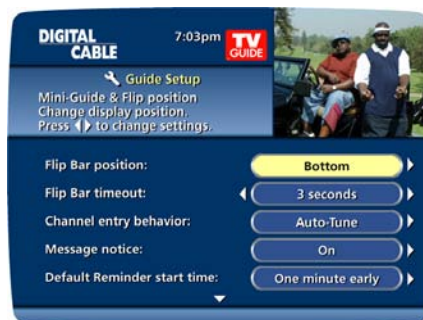 DIGITAL
CABLE
7:03pm
TV
GUIDE
Guide Setup
Mini-Guide & Flip position
Change display position.
Press to change settings.
Flip Bar position:
Bottom
Flip Bar timeout:
3 seconds
Channel entry behavior:
Auto-Tune
Message notice:
On
Default Reminder start time:
One minute early